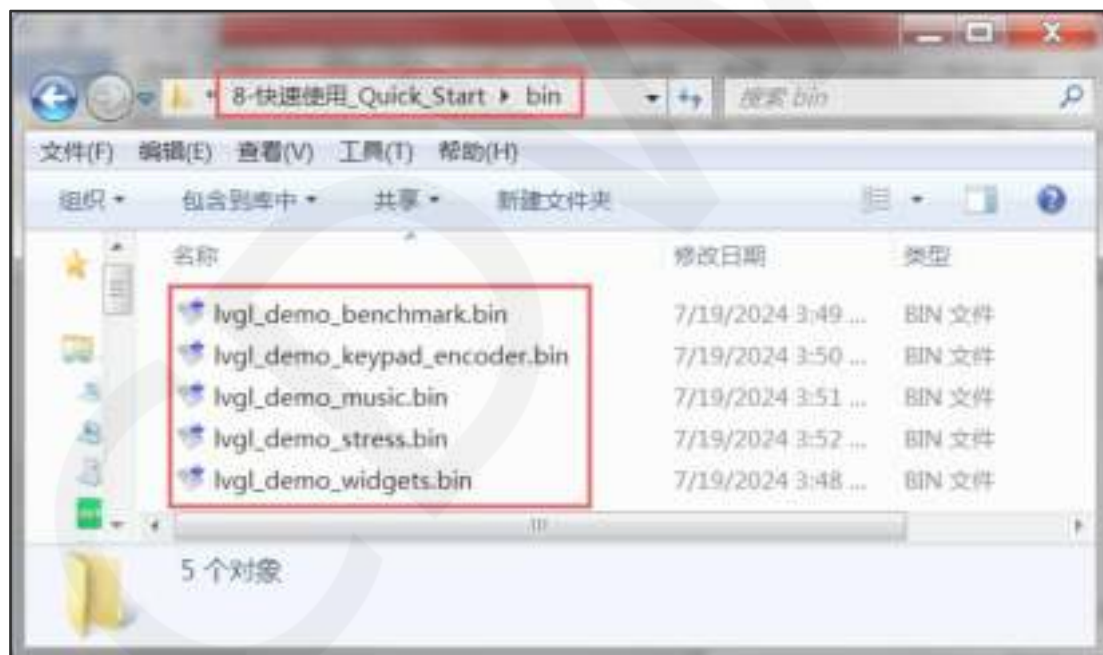 8-快速使用_Quick_Start ▸ bin
搜索 bin
文件(F) 编辑(E) 查看(V) 工具(T) 帮助(H)
组织 包含到库中 共享 新建文件夹
名称 修改日期 类型
lvgl_demo_benchmark.bin 7/19/2024 3:49 ... BIN 文件
lvgl_demo_keypad_encoder.bin 7/19/2024 3:50 ... BIN 文件
lvgl_demo_music.bin 7/19/2024 3:51 ... BIN 文件
lvgl_demo_stress.bin 7/19/2024 3:52 ... BIN 文件
lvgl_demo_widgets.bin 7/19/2024 3:48 ... BIN 文件
5 个对象